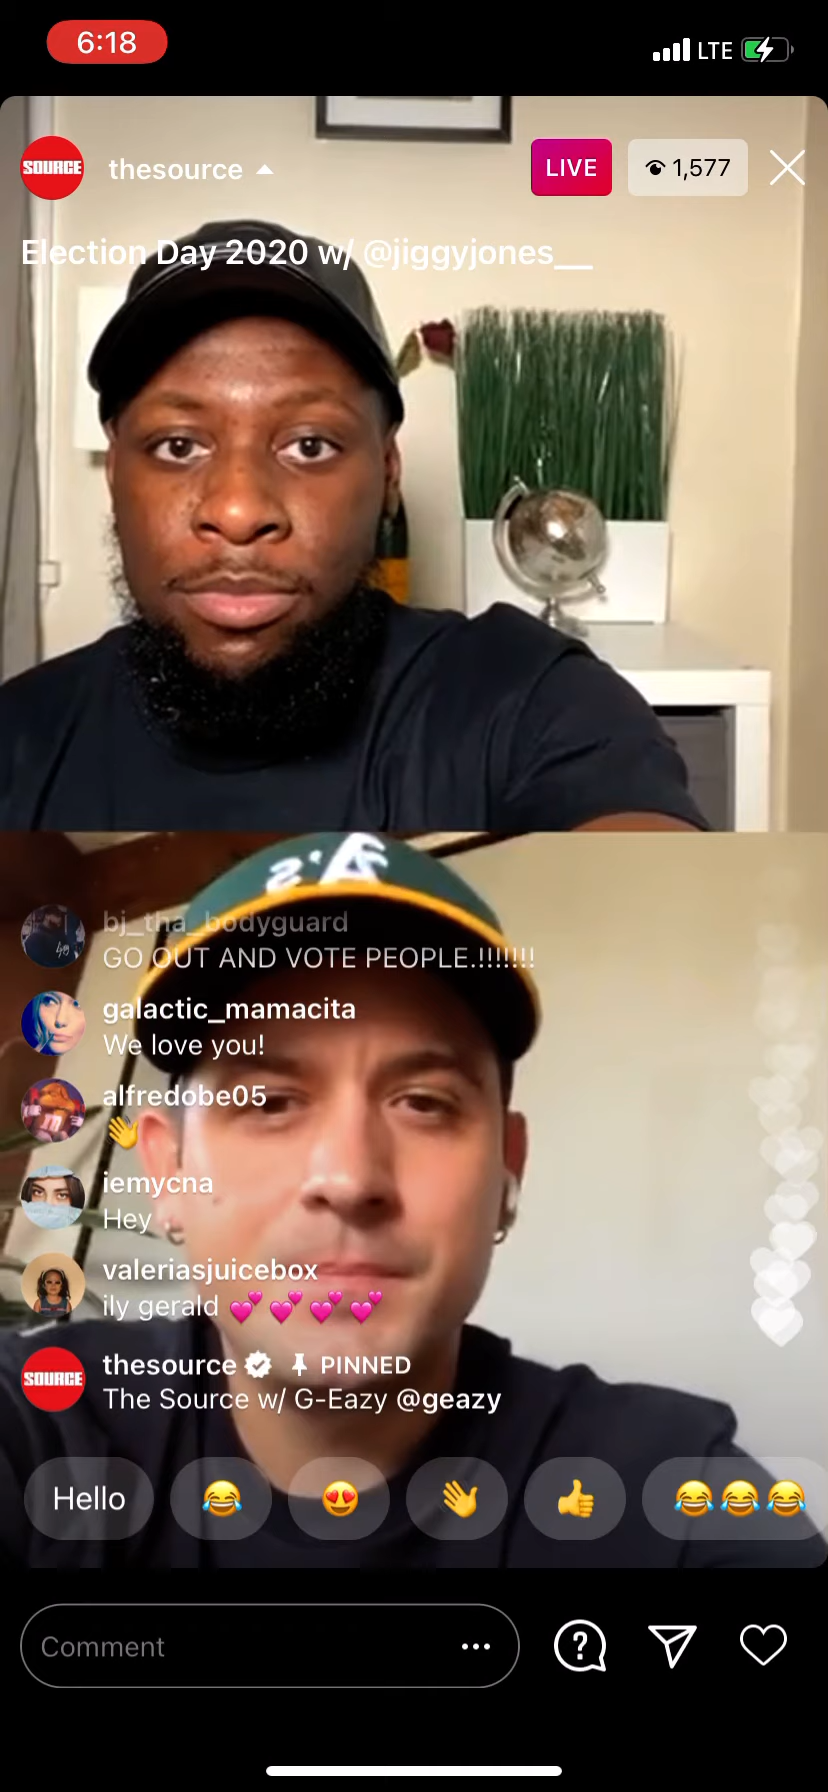 6:18
LTE
SOURCE
thesource
LIVE
1,577
Election Day 2020 w/ @jiggyjones__
A's
bj_tha_bodyguard
GO OUT AND VOTE PEOPLE.!!!!!!!
galactic_mamacita
We love you!
alfredobe05
👋
iemycna
Hey
valeriasjuicebox
ily gerald 💕 💕 💕 💕
SOURCE
thesource PINNED
The Source w/ G-Eazy @geazy
Hello 😂 😍 👋 👍 😂😂😂
Comment ...